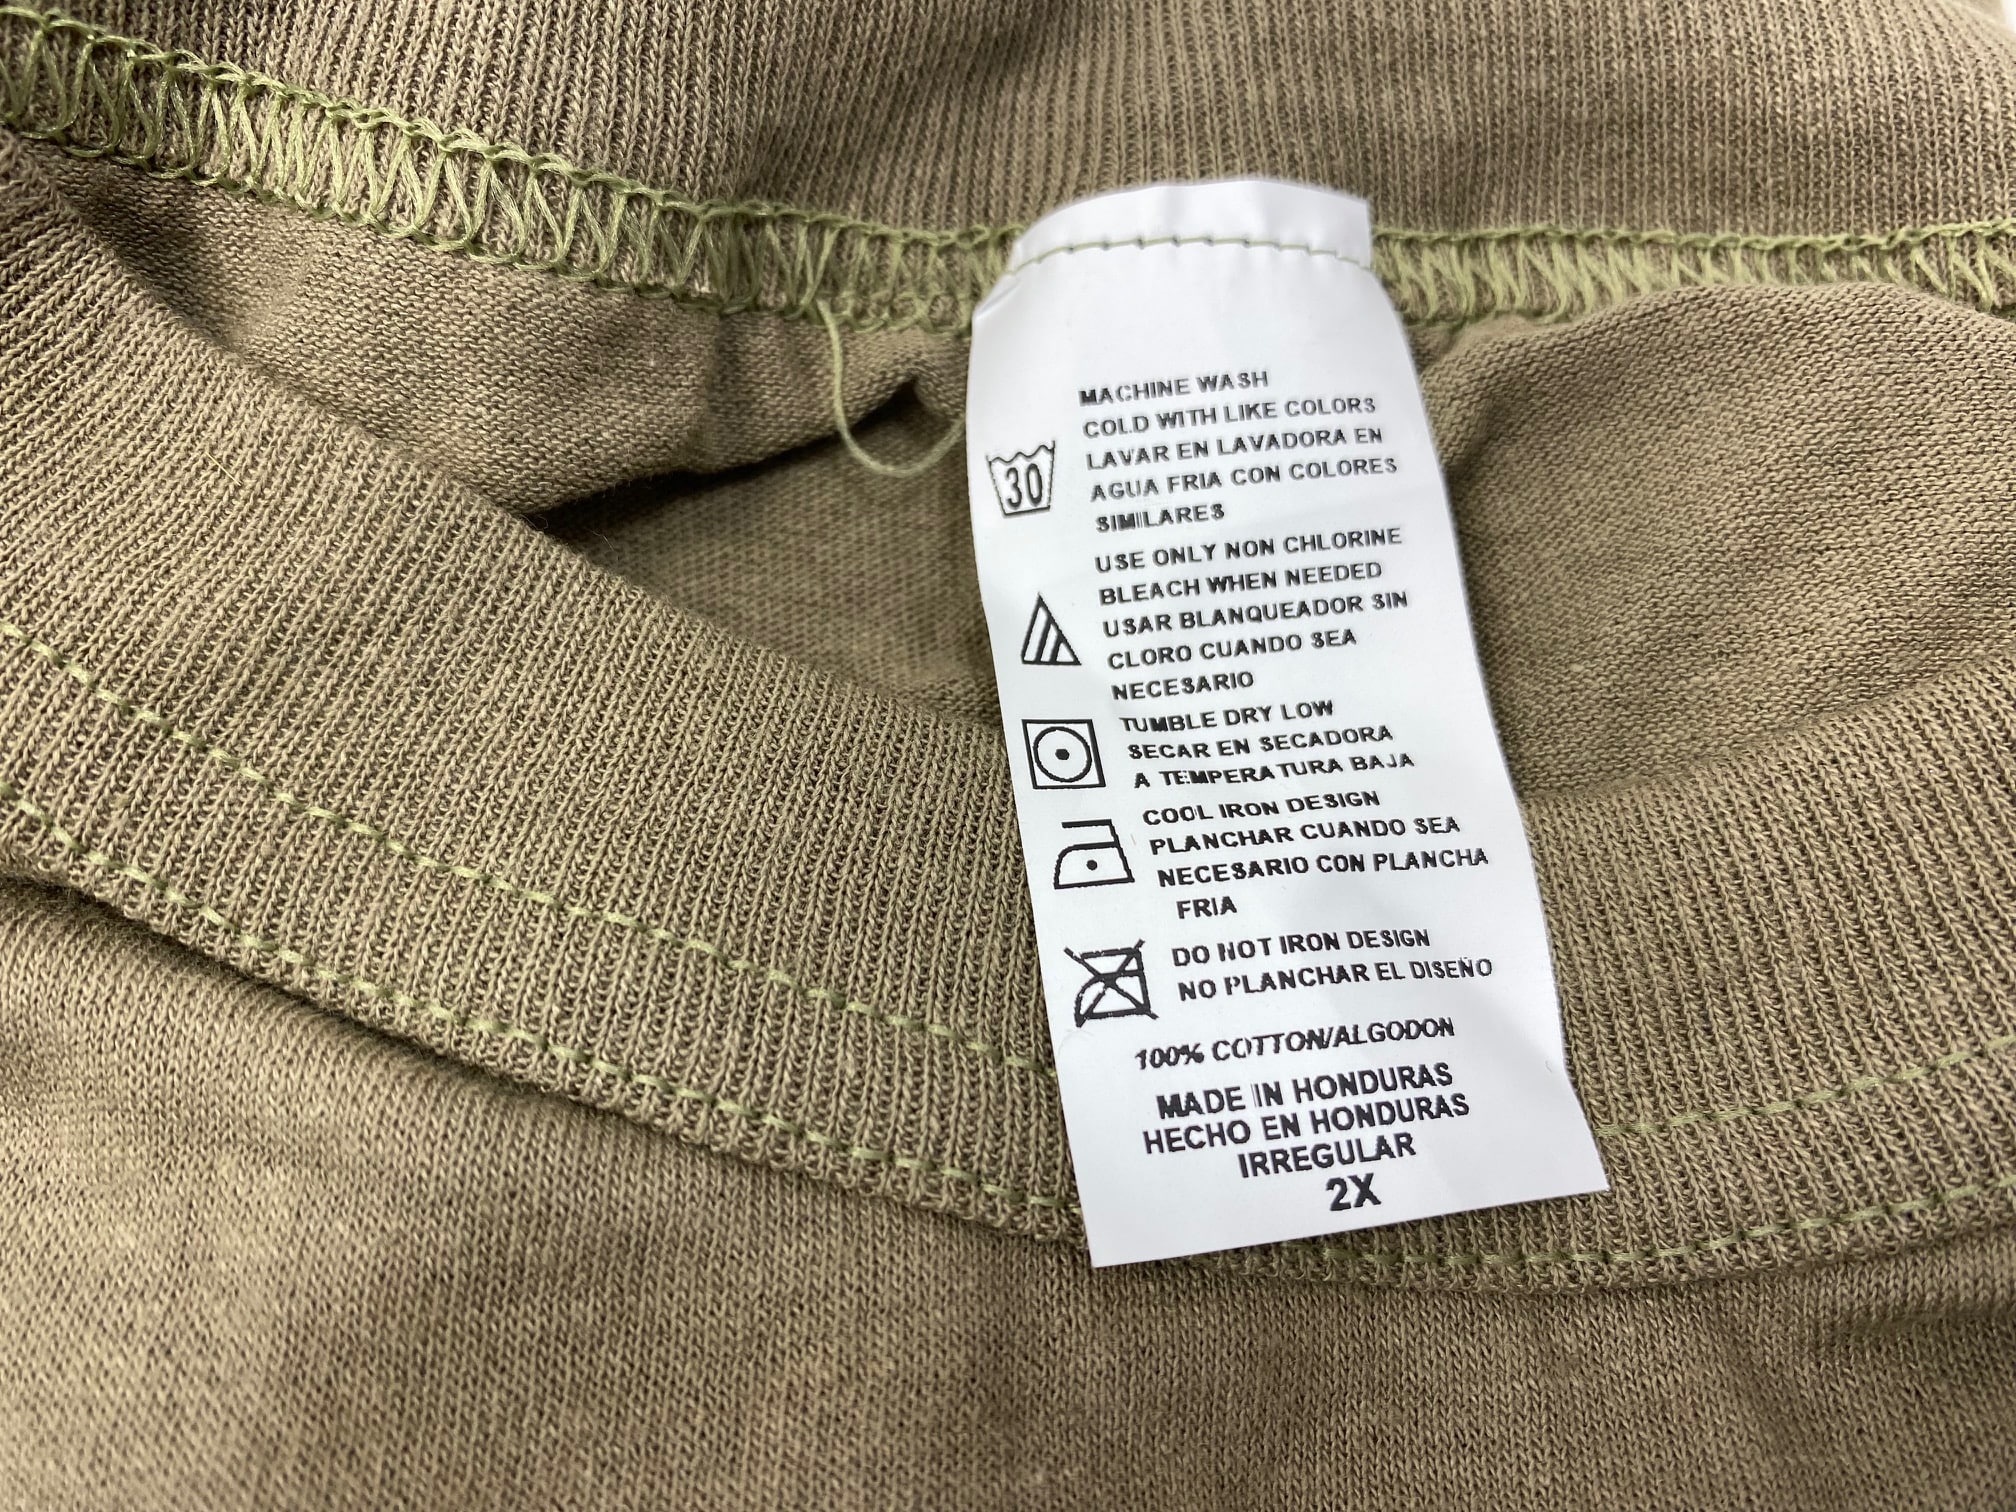 MACHINE WASH
COLD WITH LIKE COLORS
LAVAR EN LAVADORA EN
AGUA FRIA CON COLORES
SIMILARES
30
USE ONLY NON CHLORINE
BLEACH WHEN NEEDED
USAR BLANQUEADOR SIN
CLORO CUANDO SEA
NECESARIO
TUMBLE DRY LOW
SECAR EN SECADORA
A TEMPERATURA BAJA
COOL IRON DESIGN
PLANCHAR CUANDO SEA
NECESARIO CON PLANCHA
FRIA
DO NOT IRON DESIGN
NO PLANCHAR EL DISEÑO
100% COTTON/ALGODON
MADE IN HONDURAS
HECHO EN HONDURAS
IRREGULAR
2X